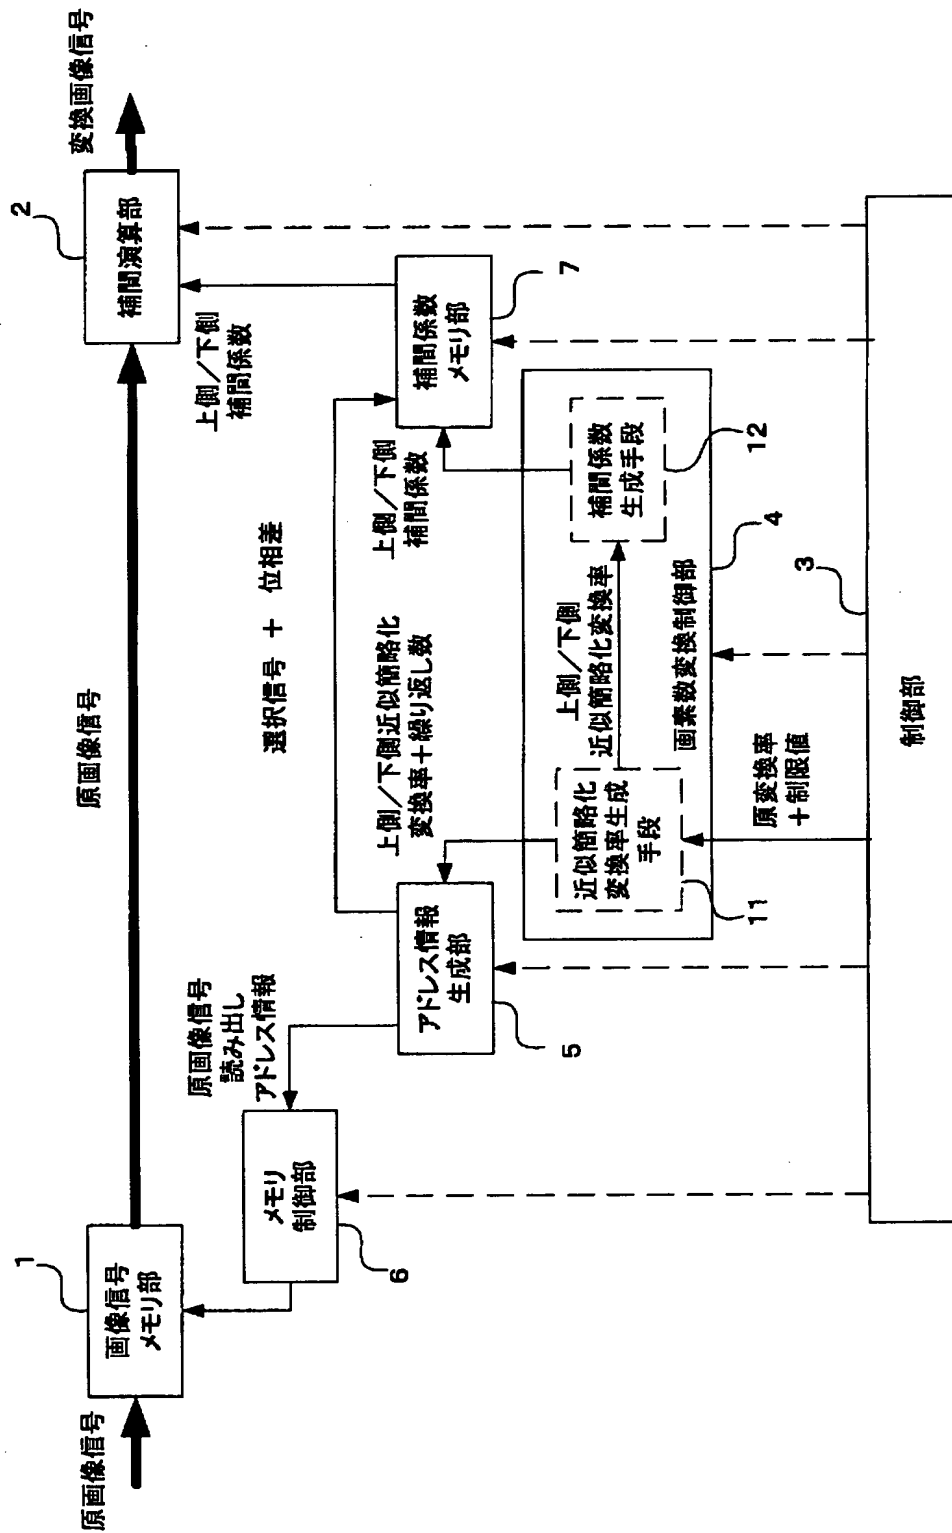 原画像信号
1
画像信号
メモリ部
原画像信号
2
補間演算部
変換画像信号
原画像信号
読み出し
アドレス情報
メモリ
制御部
6
選択信号 + 位相差
上側/下側
補間係数
アドレス情報
生成部
5
上側/下側近似簡略化
変換率+繰り返し数
上側/下側
補間係数
補間係数
メモリ部
7
近似簡略化
変換率生成
手段
11
上側/下側
近似簡略化変換率
補間係数
生成手段
12
画素数変換制御部
4
原変換率
+制限値
3
制御部